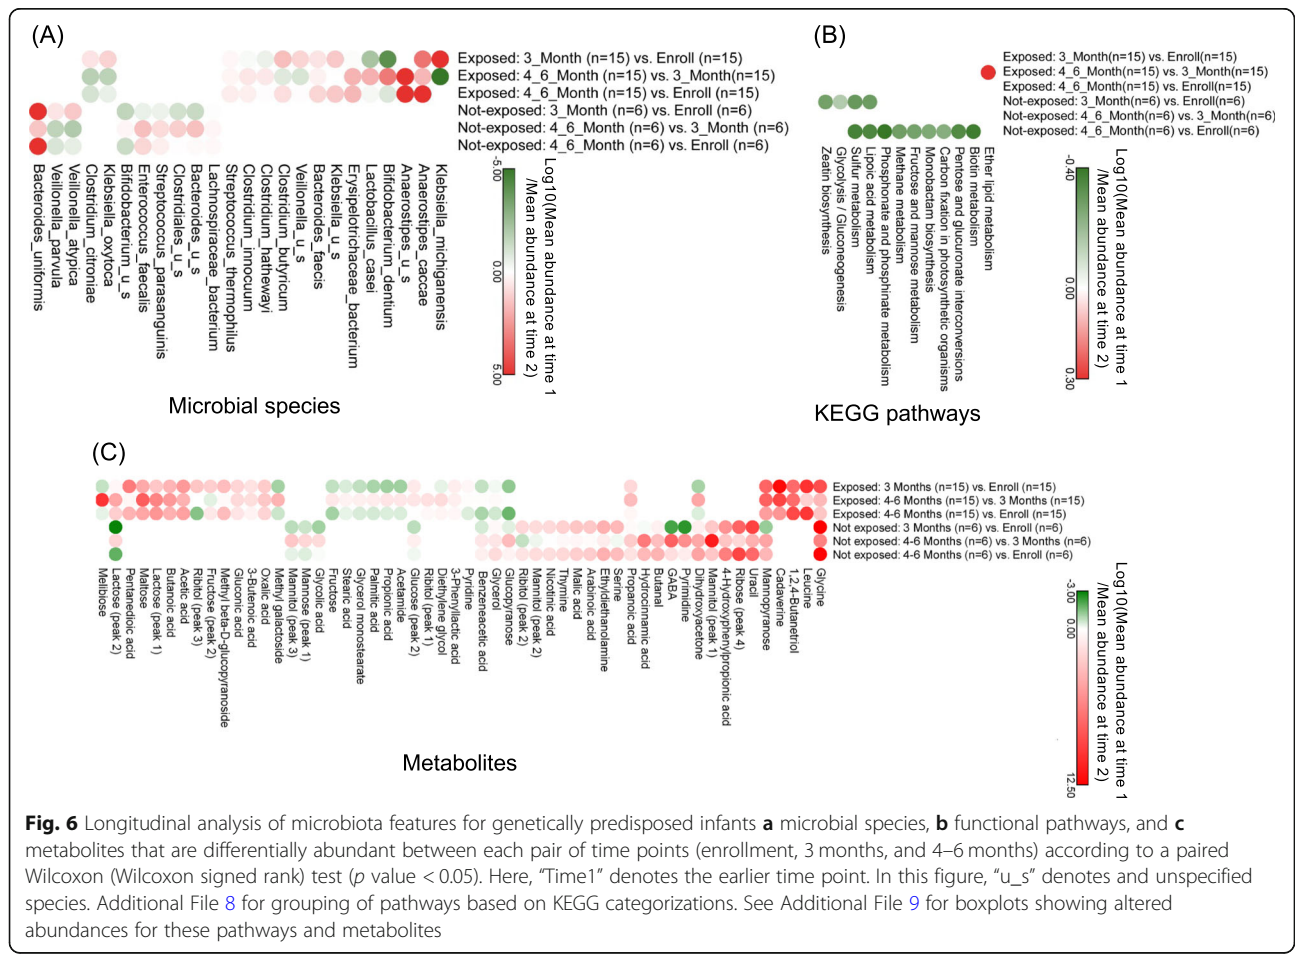 (A)
Exposed: 3_Month (n=15) vs. Enroll (n=15)
Exposed: 4_6_Month (n=15) vs. 3_Month(n=15)
Exposed: 4_6_Month (n=15) vs. Enroll (n=15)
Not-exposed: 3_Month (n=6) vs. Enroll (n=6)
Not-exposed: 4_6_Month (n=6) vs. 3_Month (n=6)
Not-exposed: 4_6_Month (n=6) vs. Enroll (n=6)
Bacteroides_uniformis
Veillonella_parvula
Veillonella_atypica
Clostridium_citroniae
Klebsiella_oxytoca
Bifidobacterium_u_s
Enterococcus_faecalis
Streptococcus_parasanguinis
Clostridiales_u_s
Bacteroides_u_s
Lachnospiraceae_bacterium
Streptococcus_thermophilus
Clostridium_innocuum
Clostridium_hathewayi
Clostridium_butyricum
Veillonella_u_s
Bacteroides_faecis
Klebsiella_u_s
Erysipelotrichaceae_bacterium
Lactobacillus_casei
Bifidobacterium_dentium
Anaerostipes_u_s
Anaerostipes_caccae
Klebsiella_michiganensis
-5.00
0.00
5.00
Log10(Mean abundance at time 1
/Mean abundance at time 2)
Microbial species
(B)
Exposed: 3_Month(n=15) vs. Enroll(n=15)
Exposed: 4_6_Month(n=15) vs. 3_Month(n=15)
Exposed: 4_6_Month(n=15) vs. Enroll(n=15)
Not-exposed: 3_Month(n=6) vs. Enroll(n=6)
Not-exposed: 4_6_Month(n=6) vs. 3_Month(n=6)
Not-exposed: 4_6_Month(n=6) vs. Enroll(n=6)
Zeatin biosynthesis
Glycolysis / Gluconeogenesis
Sulfur metabolism
Lipoic acid metabolism
Phosphonate and phosphinate metabolism
Methane metabolism
Fructose and mannose metabolism
Monobactam biosynthesis
Carbon fixation in photosynthetic organisms
Pentose and glucuronate interconversions
Biotin metabolism
Ether lipid metabolism
-0.40
0.00
0.30
Log10(Mean abundance at time 1
/Mean abundance at time 2)
KEGG pathways
(C)
Exposed: 3 Months (n=15) vs Enroll (n=15)
Exposed: 4-6 Months (n=15) vs 3 Months (n=15)
Exposed: 4-6 Months (n=15) vs Enroll (n=15)
Not exposed: 3 Months (n=6) vs Enroll (n=6)
Not exposed: 4-6 Months (n=6) vs 3 Months (n=6)
Not exposed: 4-6 Months (n=6) vs Enroll (n=6)
Melibiose
Lactose (peak 2)
Pentanedioic acid
Maltose
Lactose (peak 1)
Butanoic acid
Acetic acid
Ribitol (peak 3)
Fructose (peak 2)
Methyl beta-D-glucopyranoside
Gluconic acid
3-Butenoic acid
Oxalic acid
Methyl galactoside
Mannitol (peak 3)
Mannose (peak 1)
Glycolic acid
Fructose
Stearic acid
Glycerol monostearate
Palmitic acid
Propionic acid
Acetamide
Glucose (peak 2)
Ribitol (peak 1)
Diethylene glycol
3-Phenyllactic acid
Pyridine
Benzeneacetic acid
Glycerol
Glucopyranose
Ribitol (peak 2)
Mannitol (peak 2)
Nicotinic acid
Thymine
Malic acid
Arabinoic acid
Ethyldiethanolamine
Serine
Propanoic acid
Hydrocinnamic acid
Butanal
GABA
Pyrimidine
Dihydroxyacetone
Mannitol (peak 1)
4-Hydroxyphenylpropionic acid
Ribose (peak 4)
Uracil
Mannopyranose
Cadaverine
1,2,4-Butanetriol
Leucine
Glycine
-3.00
0.00
12.50
Log10(Mean abundance at time 1
/Mean abundance at time 2)
Metabolites
Fig. 6 Longitudinal analysis of microbiota features for genetically predisposed infants a microbial species, b functional pathways, and c
metabolites that are differentially abundant between each pair of time points (enrollment, 3 months, and 4–6 months) according to a paired
Wilcoxon (Wilcoxon signed rank) test (p value < 0.05). Here, “Time1” denotes the earlier time point. In this figure, “u_s” denotes and unspecified
species. Additional File 8 for grouping of pathways based on KEGG categorizations. See Additional File 9 for boxplots showing altered
abundances for these pathways and metabolites